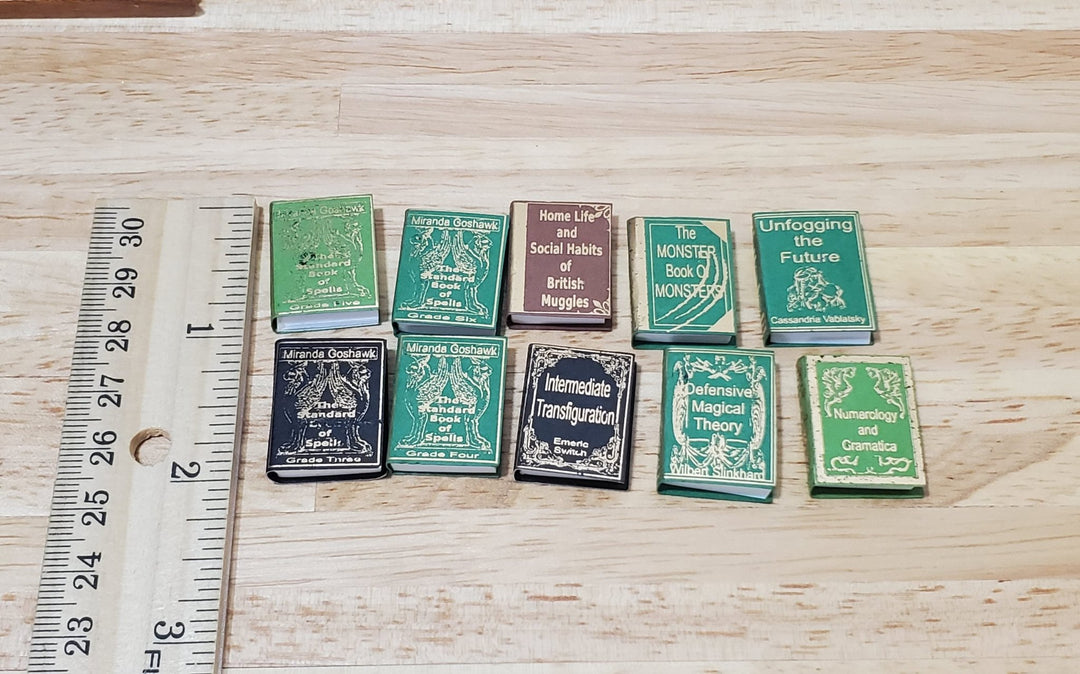 Miranda Goshawk
The
Standard
Book
of
Spells
Grade Five
Miranda Goshawk
The
Standard
Book
of
Spells
Grade Six
Home Life
and
Social Habits
of
British
Muggles
The
MONSTER
Book Of
MONSTERS
Unfogging
the
Future
Cassandra Vablatsky
Miranda Goshawk
The
Standard
of
Spells
Grade Three
Miranda Goshawk
The
Standard
Book
of
Spells
Grade Four
Intermediate
Transfiguration
Emeric
Switch
Defensive
Magical
Theory
Wilbert Slinkhard
Numerology
and
Gramatica
30
29
28
27
26
25
24
23
1
2
3